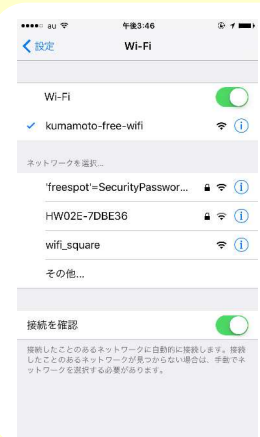 au 午後3:46
設定 Wi-Fi
Wi-Fi
kumamoto-free-wifi
ネットワークを選択...
'freespot'=SecurityPasswor...
HW02E-7DBE36
wifi_square
その他...
接続を確認
接続したことのあるネットワークに自動的に接続します。接続
したことのあるネットワークが見つからない場合は、手動でネ
ットワークを選択する必要があります。